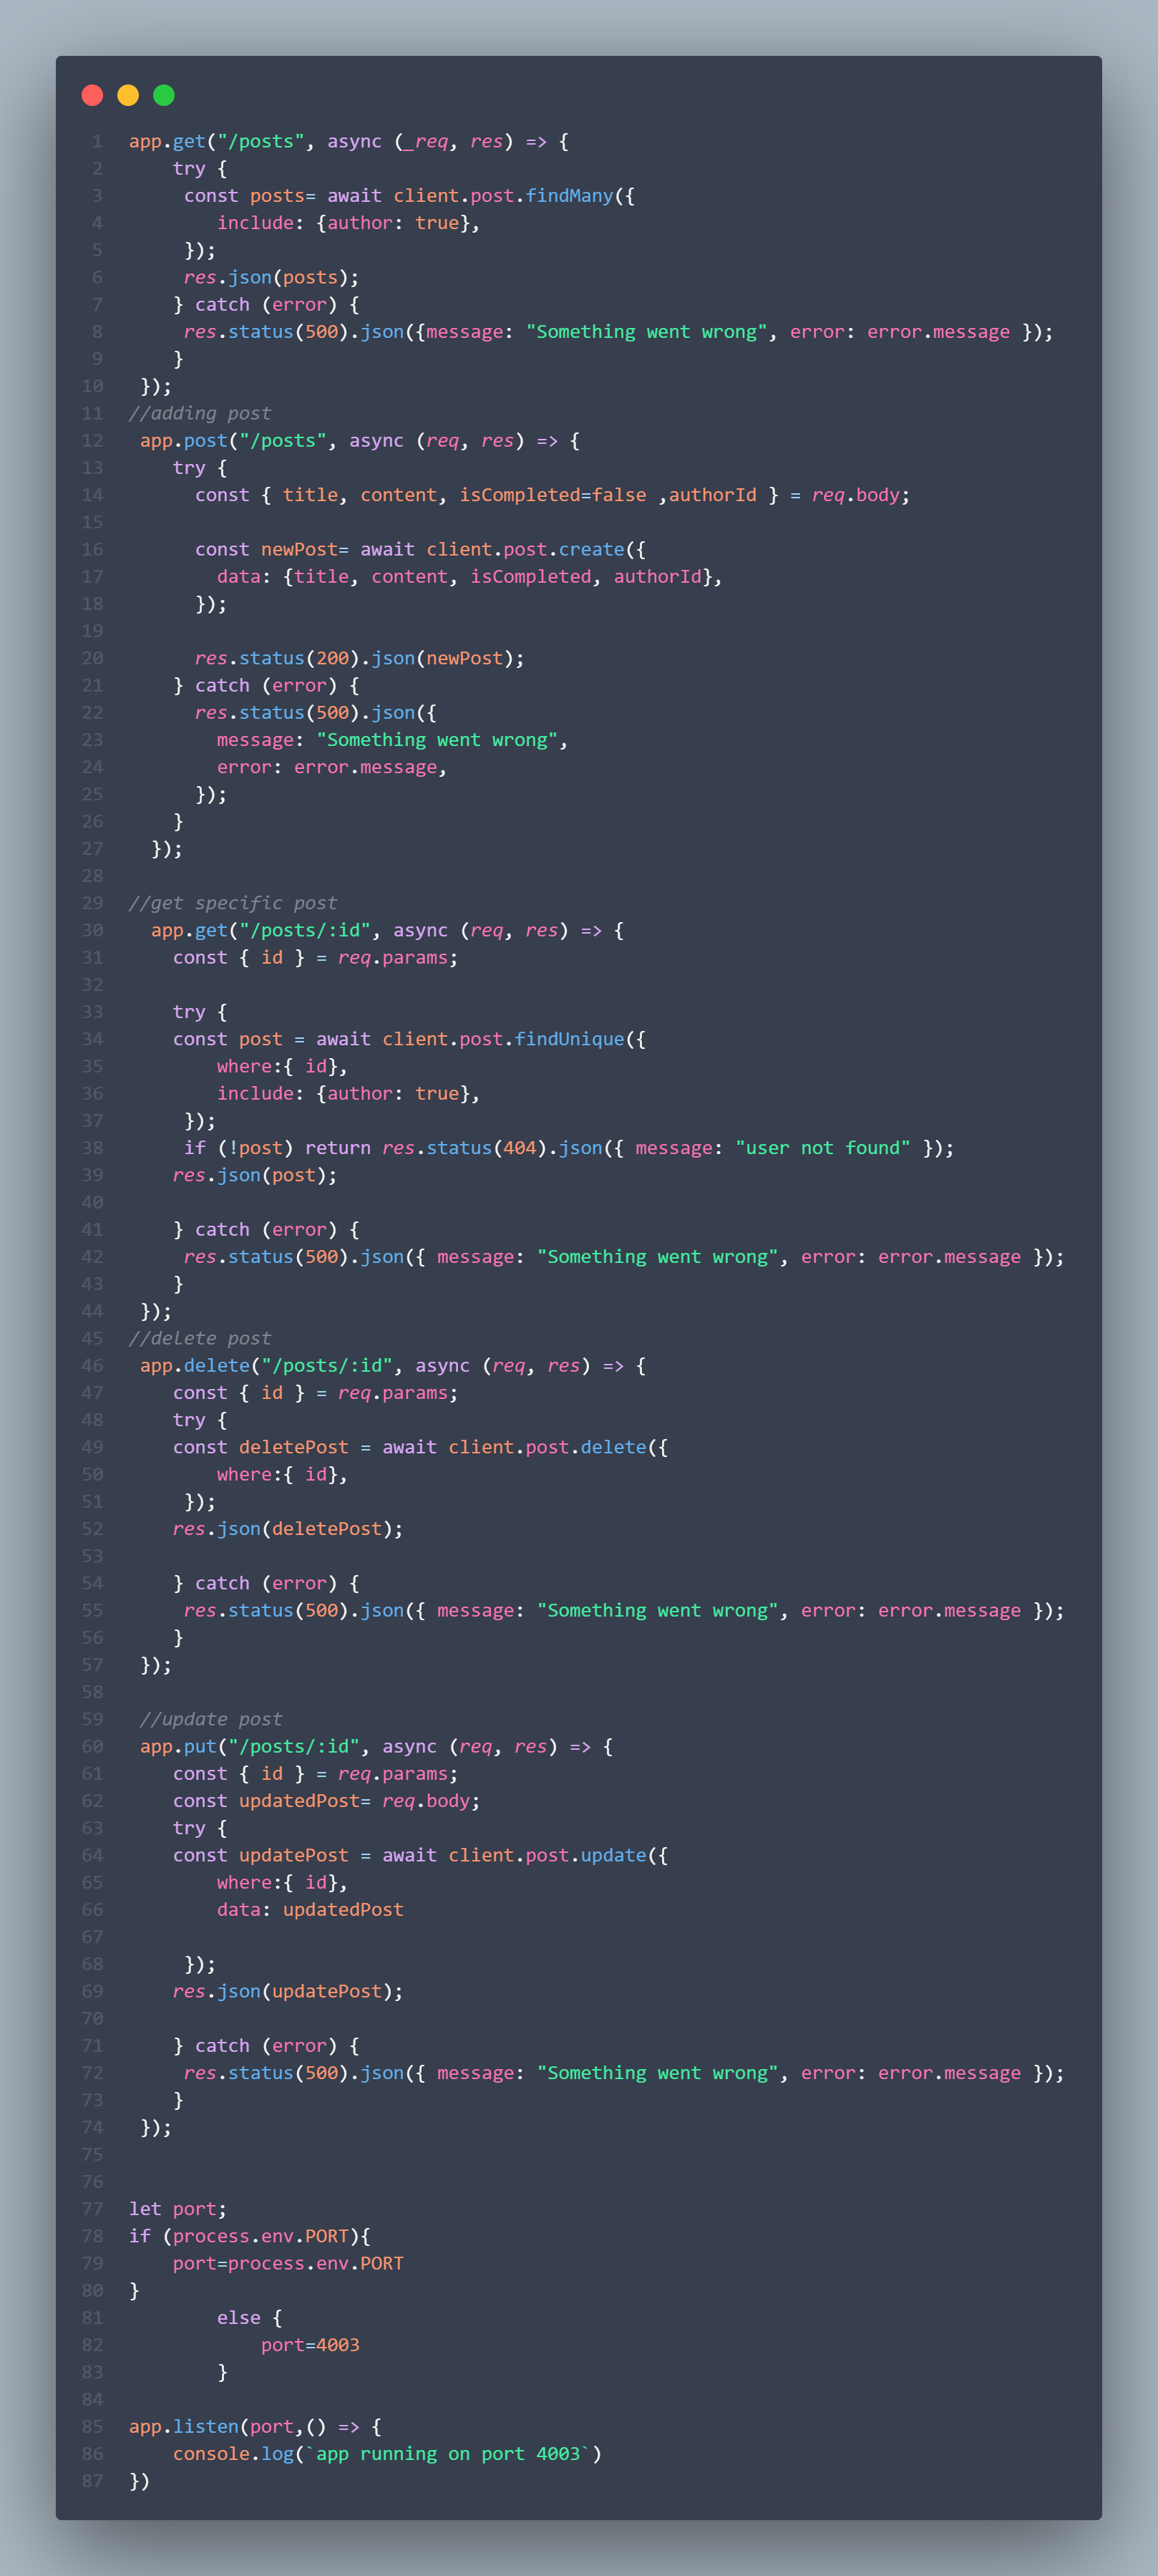 1 app.get("/posts", async (_req, res) => {
2     try {
3      const posts= await client.post.findMany({
4         include: {author: true},
5      });
6      res.json(posts);
7     } catch (error) {
8      res.status(500).json({message: "Something went wrong", error: error.message });
9     }
10  });
11 //adding post
12  app.post("/posts", async (req, res) => {
13     try {
14       const { title, content, isCompleted=false ,authorId } = req.body;
15
16       const newPost= await client.post.create({
17         data: {title, content, isCompleted, authorId},
18       });
19
20       res.status(200).json(newPost);
21     } catch (error) {
22       res.status(500).json({
23         message: "Something went wrong",
24         error: error.message,
25       });
26     }
27   });
28
29 //get specific post
30   app.get("/posts/:id", async (req, res) => {
31     const { id } = req.params;
32
33     try {
34     const post = await client.post.findUnique({
35         where:{ id},
36         include: {author: true},
37      });
38      if (!post) return res.status(404).json({ message: "user not found" });
39     res.json(post);
40
41     } catch (error) {
42      res.status(500).json({ message: "Something went wrong", error: error.message });
43     }
44  });
45 //delete post
46  app.delete("/posts/:id", async (req, res) => {
47     const { id } = req.params;
48     try {
49     const deletePost = await client.post.delete({
50         where:{ id},
51      });
52     res.json(deletePost);
53
54     } catch (error) {
55      res.status(500).json({ message: "Something went wrong", error: error.message });
56     }
57  });
58
59  //update post
60  app.put("/posts/:id", async (req, res) => {
61     const { id } = req.params;
62     const updatedPost= req.body;
63     try {
64     const updatePost = await client.post.update({
65         where:{ id},
66         data: updatedPost
67
68      });
69     res.json(updatePost);
70
71     } catch (error) {
72      res.status(500).json({ message: "Something went wrong", error: error.message });
73     }
74  });
75
76
77 let port;
78 if (process.env.PORT){
79     port=process.env.PORT
80 }
81         else {
82             port=4003
83         }
84
85 app.listen(port,() => {
86     console.log(`app running on port 4003`)
87 })